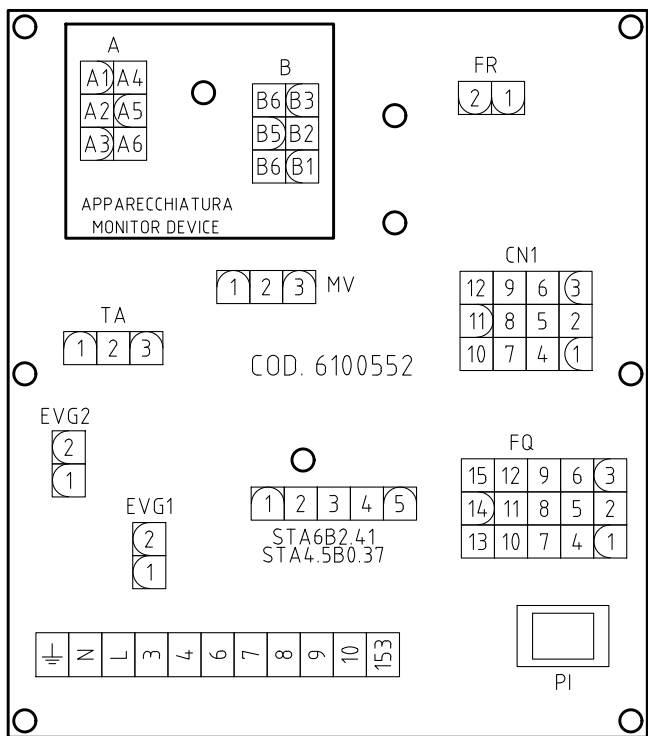 A
B
FR
A1 A4
A2 A5
A3 A6
B6 B3
B5 B2
B6 B1
2 1
APPARECCHIATURA
MONITOR DEVICE
CN1
1 2 3 MV
12 9 6 3
11 8 5 2
10 7 4 1
TA
1 2 3
COD. 6100552
EVG2
2
1
FQ
15 12 9 6 3
14 11 8 5 2
13 10 7 4 1
EVG1
2
1
1 2 3 4 5
STA6B2.41
STA4.5B0.37
N L 3 4 6 7 8 9 10 153
PI